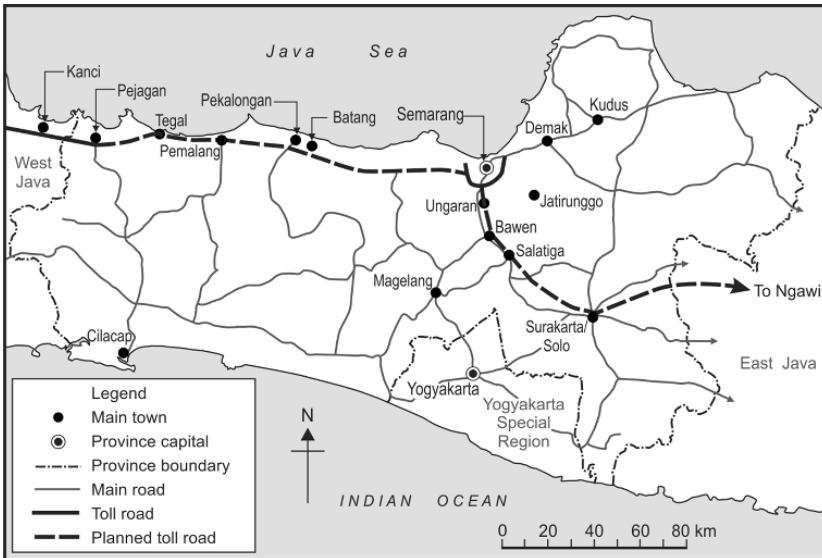 Java Sea
Kanci
Pejagan
Tegal
Pekalongan
Batang
Semarang
Kudus
Demak
Pemalang
West
Java
Ungaran
Jatirunggo
Bawen
Salatiga
Magelang
To Ngawi
Surakarta/
Solo
Cilacap
East Java
Yogyakarta
Yogyakarta
Special
Region
Legend
Main town
Province capital
Province boundary
Main road
Toll road
Planned toll road
N
INDIAN OCEAN
0 20 40 60 80 km